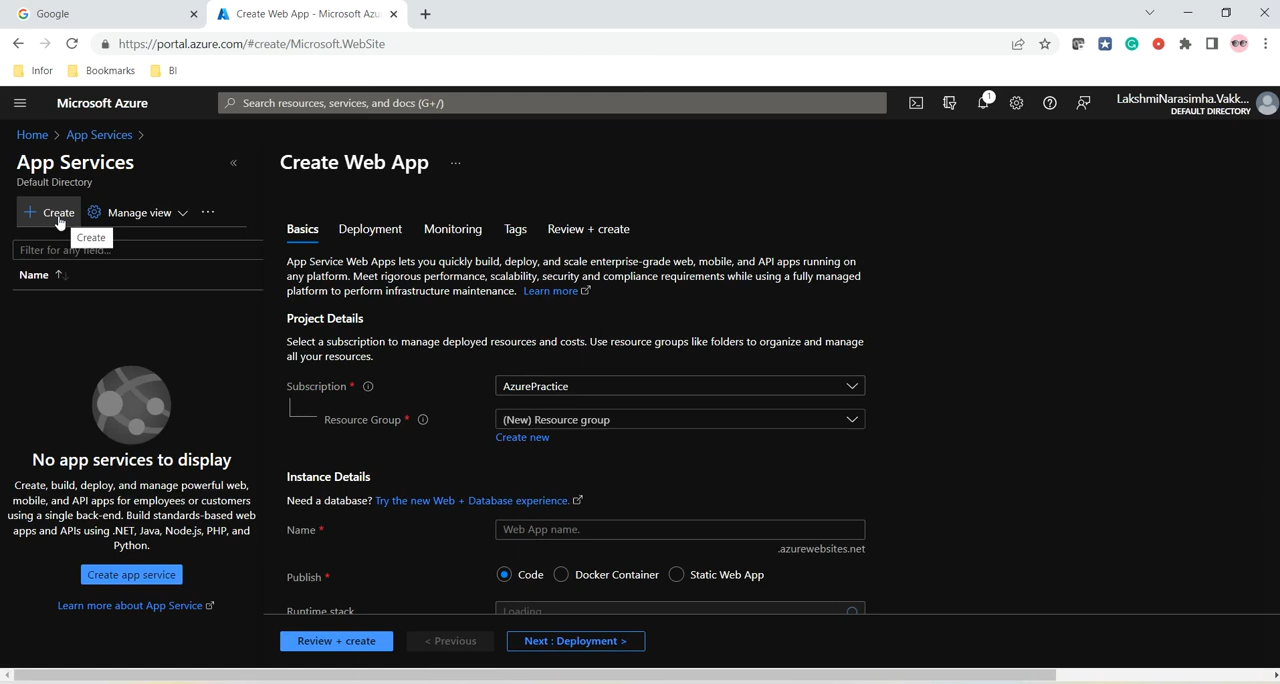 Google
Create Web App - Microsoft Azu
https://portal.azure.com/#create/Microsoft.WebSite
Infor
Bookmarks
BI
Microsoft Azure
Search resources, services, and docs (G+/)
1
LakshmiNarasimha.Vakk...
DEFAULT DIRECTORY
Home > App Services >
App Services
Default Directory
+ Create
Manage view
...
Create
Filter for any field...
Name
No app services to display
Create, build, deploy, and manage powerful web,
mobile, and API apps for employees or customers
using a single back-end. Build standards-based web
apps and APIs using .NET, Java, Node.js, PHP, and
Python.
Create app service
Learn more about App Service
Create Web App ...
Basics Deployment Monitoring Tags Review + create
App Service Web Apps lets you quickly build, deploy, and scale enterprise-grade web, mobile, and API apps running on
any platform. Meet rigorous performance, scalability, security and compliance requirements while using a fully managed
platform to perform infrastructure maintenance. Learn more
Project Details
Select a subscription to manage deployed resources and costs. Use resource groups like folders to organize and manage
all your resources.
Subscription * AzurePractice
Resource Group * (New) Resource group
Create new
Instance Details
Need a database? Try the new Web + Database experience.
Name * Web App name.
.azurewebsites.net
Publish * Code Docker Container Static Web App
Runtime stack Loading
Review + create
< Previous
Next : Deployment >